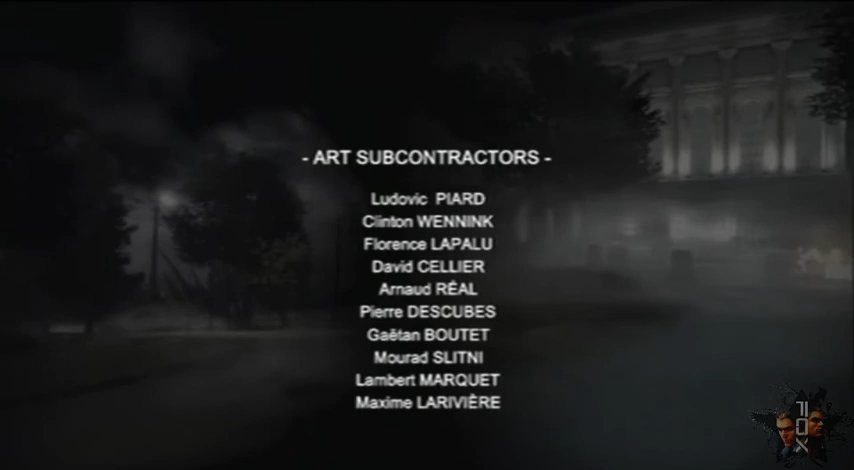 - ART SUBCONTRACTORS -
Ludovic PIARD
Clinton WENNINK
Florence LAPALU
David CELLIER
Arnaud RÉAL
Pierre DESCUBES
Gaëtan BOUTET
Mourad SLITNI
Lambert MARQUET
Maxime LARIVIÈRE